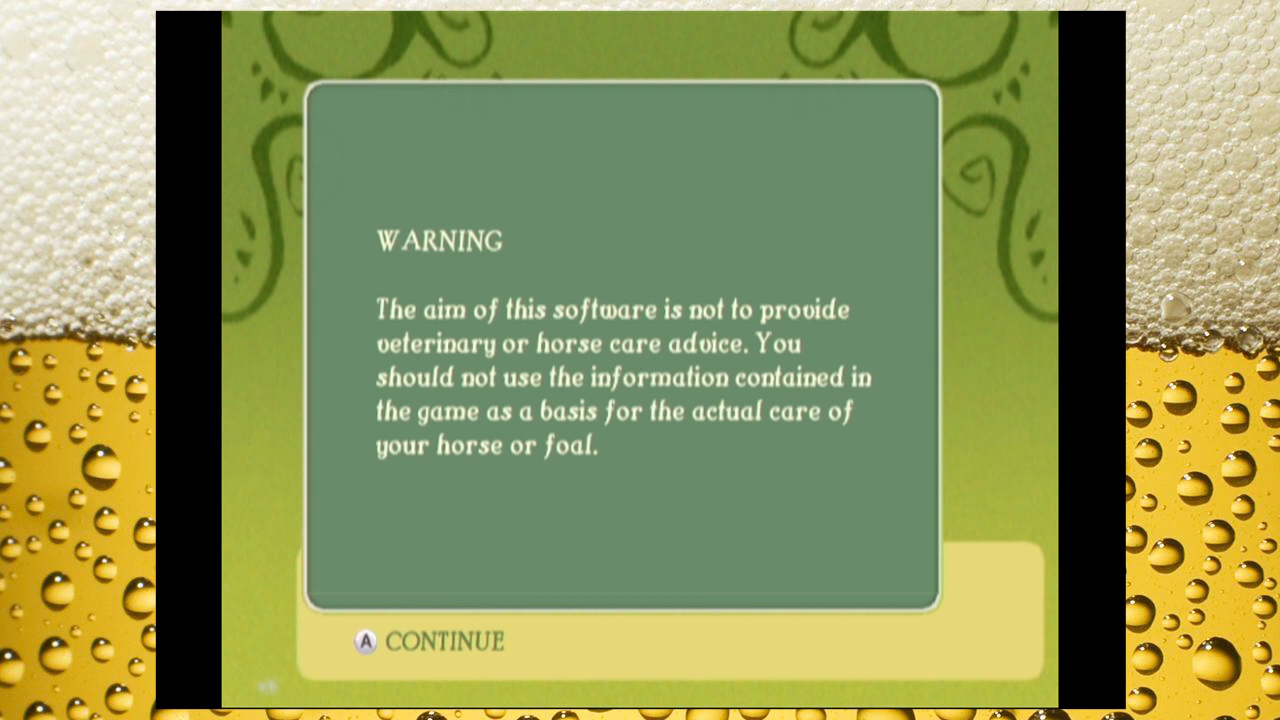 WARNING
The aim of this software is not to provide
veterinary or horse care advice. You
should not use the information contained in
the game as a basis for the actual care of
your horse or foal.
A CONTINUE